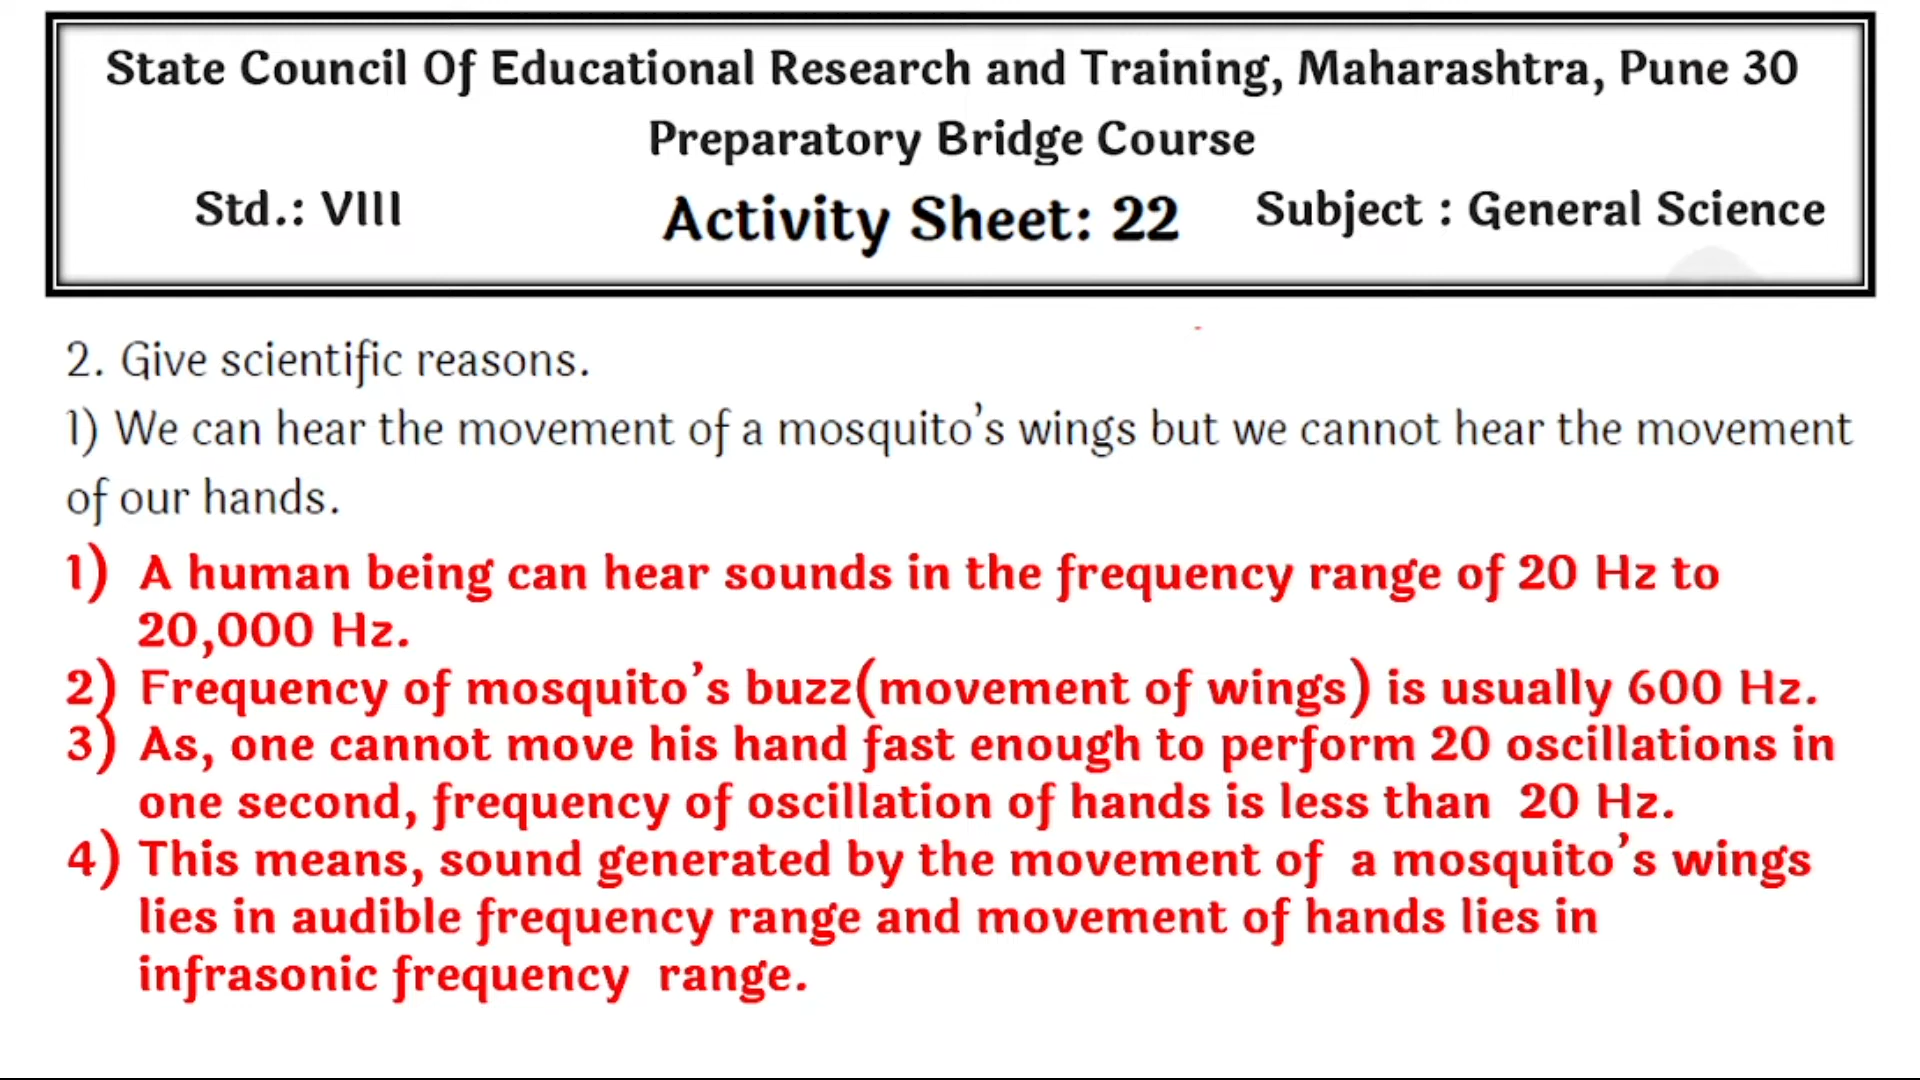 State Council Of Educational Research and Training, Maharashtra, Pune 30
Preparatory Bridge Course
Std.: VIII Activity Sheet: 22 Subject : General Science
2. Give scientific reasons.
1) We can hear the movement of a mosquito's wings but we cannot hear the movement
of our hands.
1) A human being can hear sounds in the frequency range of 20 Hz to
20,000 Hz.
2) Frequency of mosquito's buzz(movement of wings) is usually 600 Hz.
3) As, one cannot move his hand fast enough to perform 20 oscillations in
one second, frequency of oscillation of hands is less than 20 Hz.
4) This means, sound generated by the movement of a mosquito's wings
lies in audible frequency range and movement of hands lies in
infrasonic frequency range.